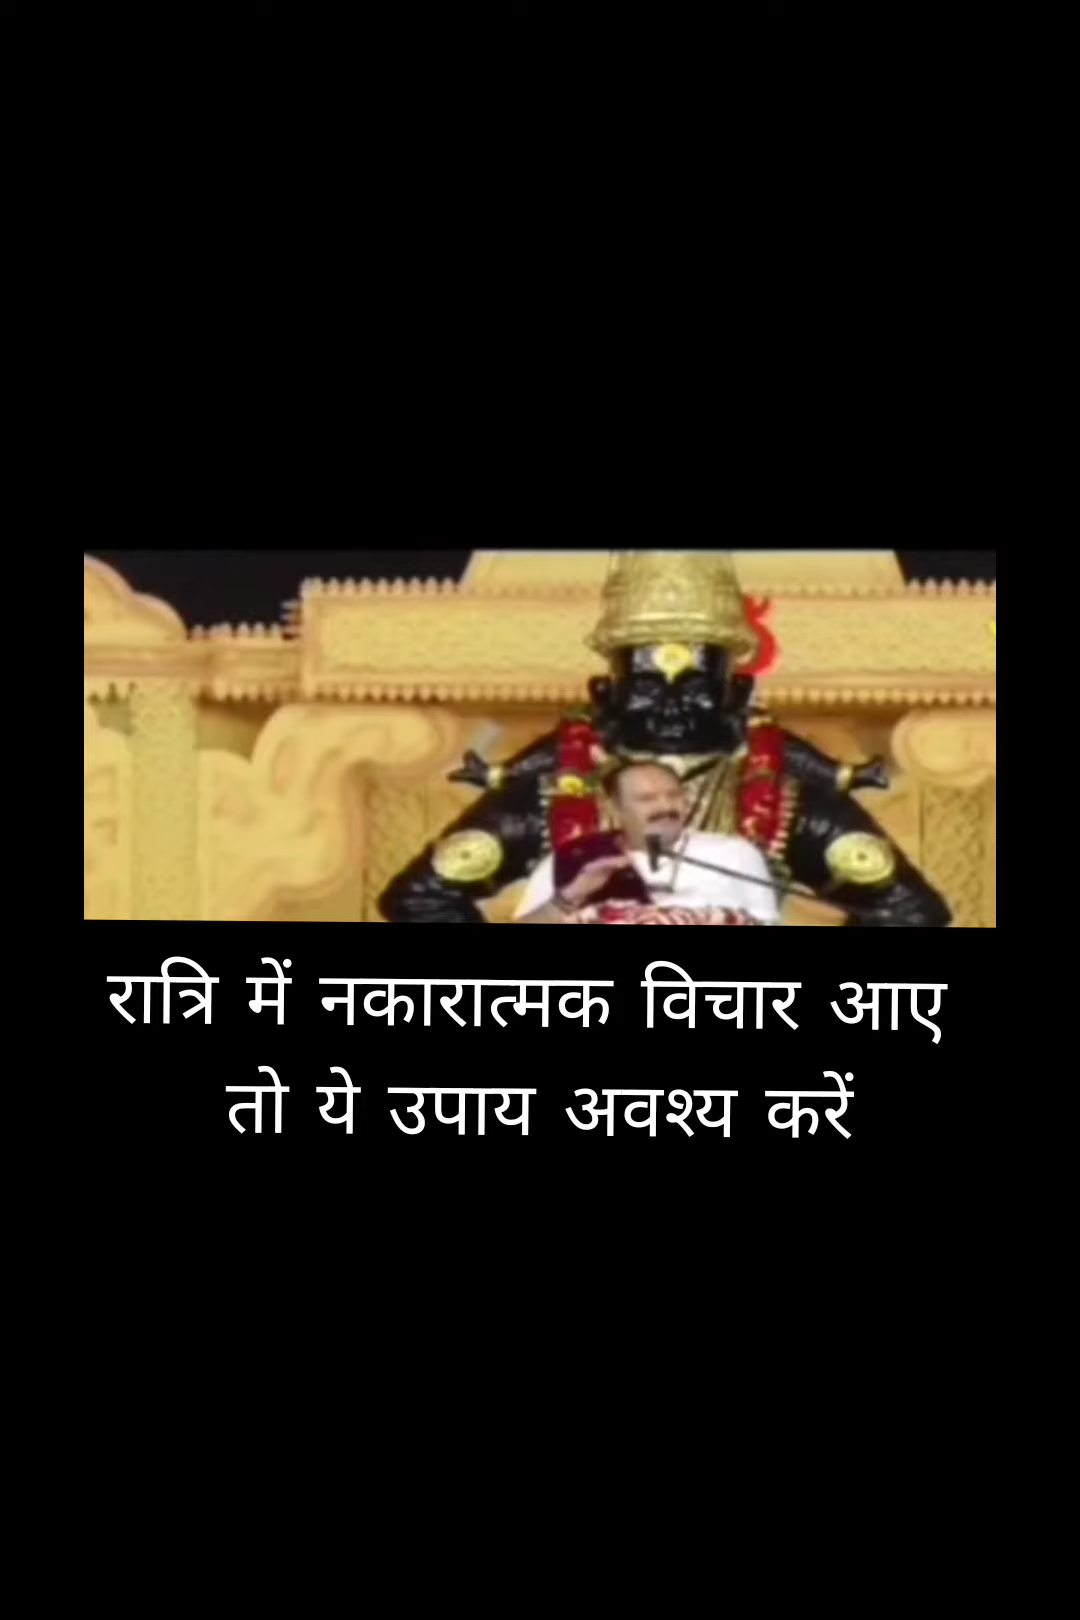 रात्रि में नकारात्मक विचार आए
तो ये उपाय अवश्य करें